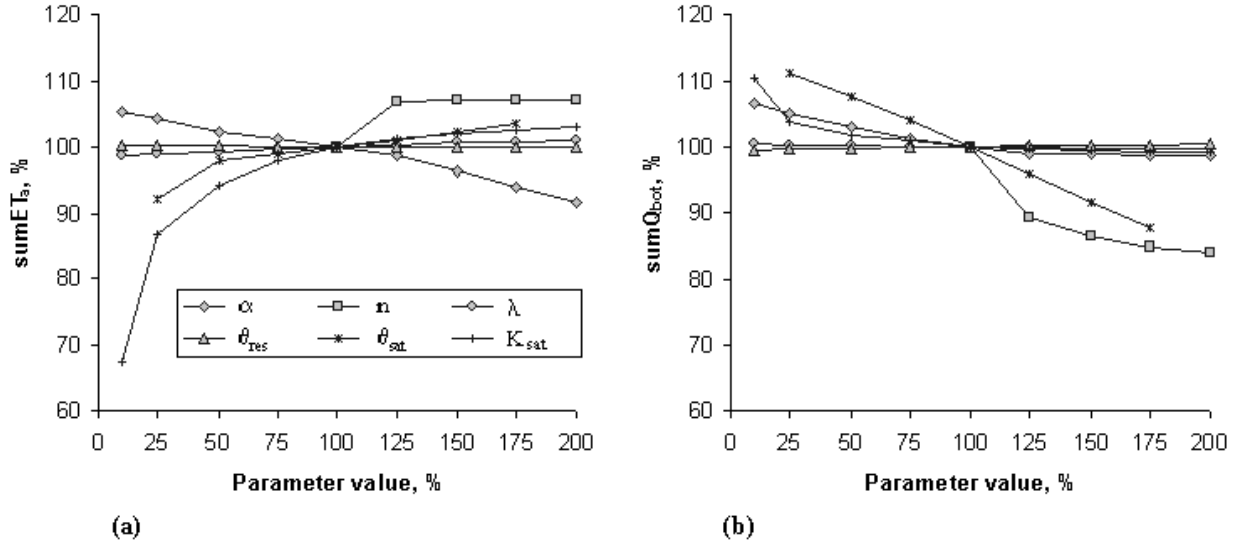 120
110
100
90
80
70
60
sumETa, %
α n λ
θres θsat Ksat
0 25 50 75 100 125 150 175 200
Parameter value, %
(a)
120
110
100
90
80
70
60
sumQbot, %
0 25 50 75 100 125 150 175 200
Parameter value, %
(b)